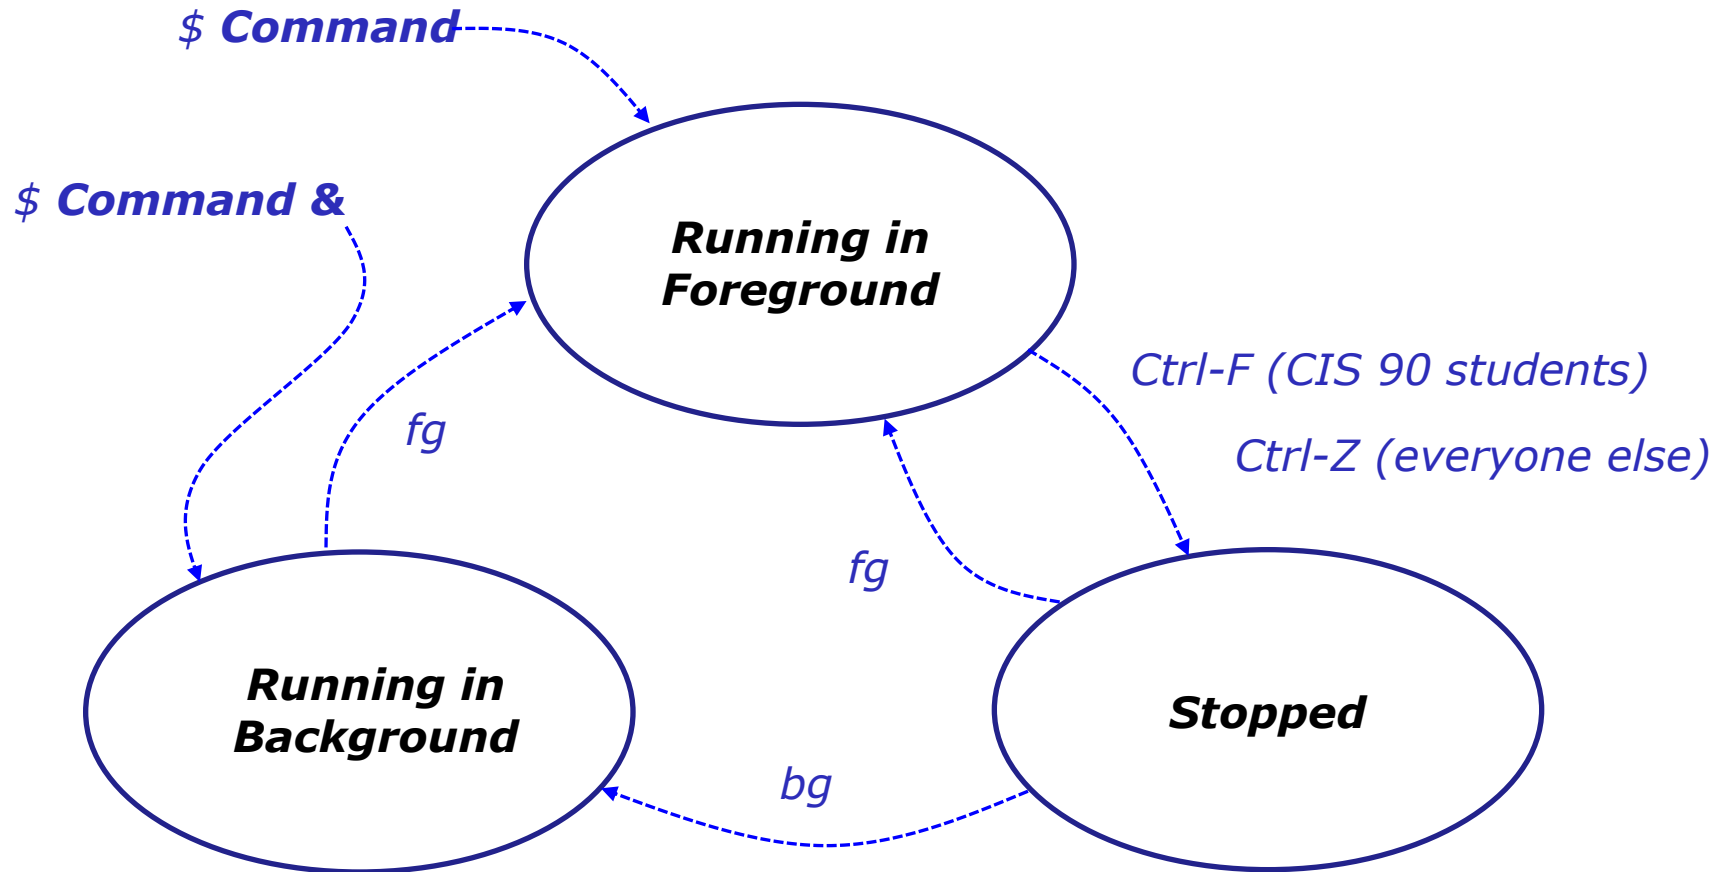 $ Command
$ Command &
Running in
Foreground
Ctrl-F (CIS 90 students)
fg
Ctrl-Z (everyone else)
fg
Running in
Background
Stopped
bg